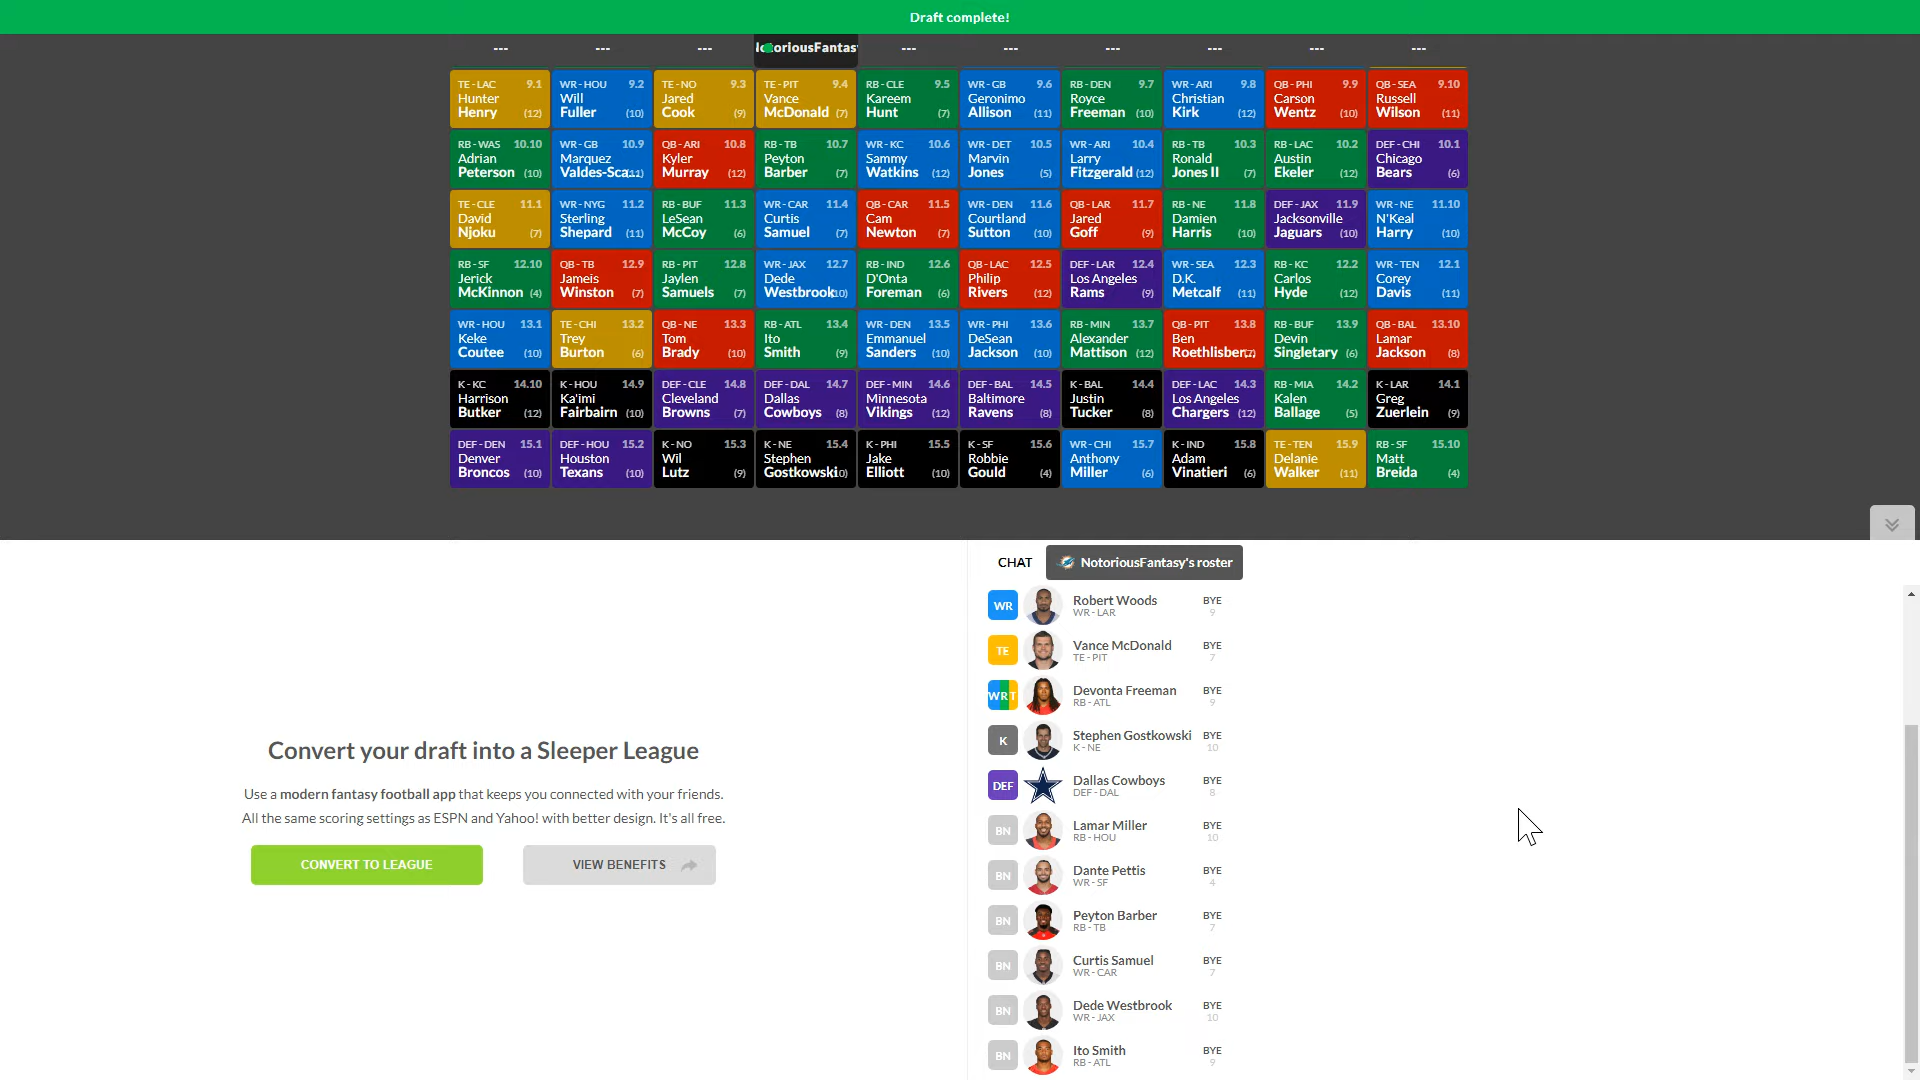 Draft complete!
--- --- --- NotoriousFantasy --- --- --- --- --- ---
TE - LAC 9.1 WR - HOU 9.2 TE - NO 9.3 TE - PIT 9.4 RB - CLE 9.5 WR - GB 9.6 RB - DEN 9.7 WR - ARI 9.8 QB - PHI 9.9 QB - SEA 9.10
Hunter Will Jared Vance Kareem Geronimo Royce Christian Carson Russell
Henry (12) Fuller (10) Cook (9) McDonald (7) Hunt (7) Allison (11) Freeman (10) Kirk (12) Wentz (10) Wilson (11)
RB - WAS 10.10 WR - GB 10.9 QB - ARI 10.8 RB - TB 10.7 WR - KC 10.6 WR - DET 10.5 WR - ARI 10.4 RB - TB 10.3 RB - LAC 10.2 DEF - CHI 10.1
Adrian Marquez Kyler Peyton Sammy Marvin Larry Ronald Austin Chicago
Peterson (10) Valdes-Sca... (11) Murray (12) Barber (7) Watkins (12) Jones (5) Fitzgerald (12) Jones II (7) Ekeler (12) Bears (6)
TE - CLE 11.1 WR - NYG 11.2 RB - BUF 11.3 WR - CAR 11.4 QB - CAR 11.5 WR - DEN 11.6 QB - LAR 11.7 RB - NE 11.8 DEF - JAX 11.9 WR - NE 11.10
David Sterling LeSean Curtis Cam Courtland Jared Damien Jacksonville N'Keal
Njoku (7) Shepard (11) McCoy (6) Samuel (7) Newton (7) Sutton (10) Goff (9) Harris (10) Jaguars (10) Harry (10)
RB - SF 12.10 QB - TB 12.9 RB - PIT 12.8 WR - JAX 12.7 RB - IND 12.6 QB - LAC 12.5 DEF - LAR 12.4 WR - SEA 12.3 RB - KC 12.2 WR - TEN 12.1
Jerick Jameis Jaylen Dede D'Onta Philip Los Angeles D.K. Carlos Corey
McKinnon (4) Winston (7) Samuels (7) Westbrook (10) Foreman (6) Rivers (12) Rams (9) Metcalf (11) Hyde (12) Davis (11)
WR - HOU 13.1 TE - CHI 13.2 QB - NE 13.3 RB - ATL 13.4 WR - DEN 13.5 WR - PHI 13.6 RB - MIN 13.7 QB - PIT 13.8 RB - BUF 13.9 QB - BAL 13.10
Keke Trey Tom Ito Emmanuel DeSean Alexander Ben Devin Lamar
Coutee (10) Burton (6) Brady (10) Smith (9) Sanders (10) Jackson (10) Mattison (12) Roethlisber... (7) Singletary (6) Jackson (8)
K - KC 14.10 K - HOU 14.9 DEF - CLE 14.8 DEF - DAL 14.7 DEF - MIN 14.6 DEF - BAL 14.5 K - BAL 14.4 DEF - LAC 14.3 RB - MIA 14.2 K - LAR 14.1
Harrison Ka'imi Cleveland Dallas Minnesota Baltimore Justin Los Angeles Kalen Greg
Butker (12) Fairbairn (10) Browns (7) Cowboys (8) Vikings (12) Ravens (8) Tucker (8) Chargers (12) Ballage (5) Zuerlein (9)
DEF - DEN 15.1 DEF - HOU 15.2 K - NO 15.3 K - NE 15.4 K - PHI 15.5 K - SF 15.6 WR - CHI 15.7 K - IND 15.8 TE - TEN 15.9 RB - SF 15.10
Denver Houston Wil Stephen Jake Robbie Anthony Adam Delanie Matt
Broncos (10) Texans (10) Lutz (9) Gostkowski (10) Elliott (10) Gould (4) Miller (6) Vinatieri (6) Walker (11) Breida (4)
Convert your draft into a Sleeper League
Use a modern fantasy football app that keeps you connected with your friends.
All the same scoring settings as ESPN and Yahoo! with better design. It's all free.
CONVERT TO LEAGUE VIEW BENEFITS
CHAT NotoriousFantasy's roster
WR Robert Woods BYE
WR - LAR 9
TE Vance McDonald BYE
TE - PIT 7
WRT Devonta Freeman BYE
RB - ATL 9
K Stephen Gostkowski BYE
K - NE 10
DEF Dallas Cowboys BYE
DEF - DAL 8
BN Lamar Miller BYE
RB - HOU 10
BN Dante Pettis BYE
WR - SF 4
BN Peyton Barber BYE
RB - TB 7
BN Curtis Samuel BYE
WR - CAR 7
BN Dede Westbrook BYE
WR - JAX 10
BN Ito Smith BYE
RB - ATL 9